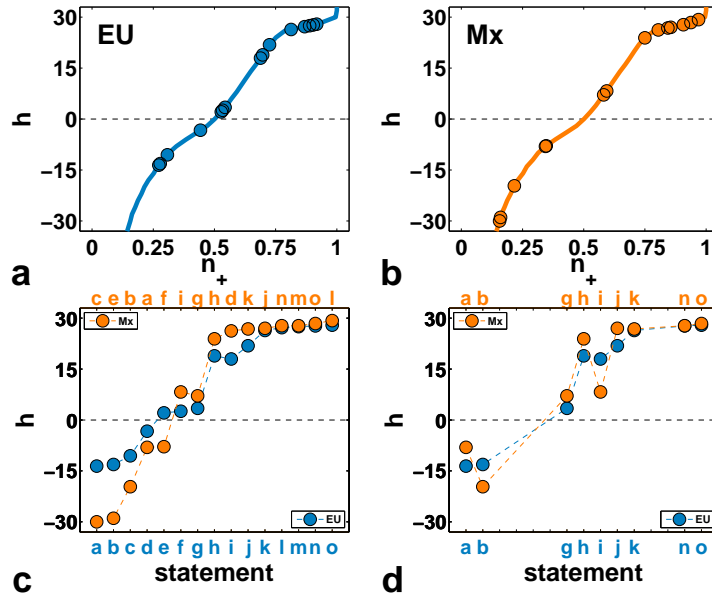 EU
h
30
15
0
−15
−30
0
0.25
0.5
0.75
1
n+
a
Mx
h
30
15
0
−15
−30
0
0.25
0.5
0.75
1
n+
b
c e b a f i g h d k j n m o l
Mx
h
30
15
0
−15
−30
EU
a b c d e f g h i j k l m n o
statement
c
a b g h i j k n o
Mx
h
30
15
0
−15
−30
EU
a b g h i j k n o
statement
d